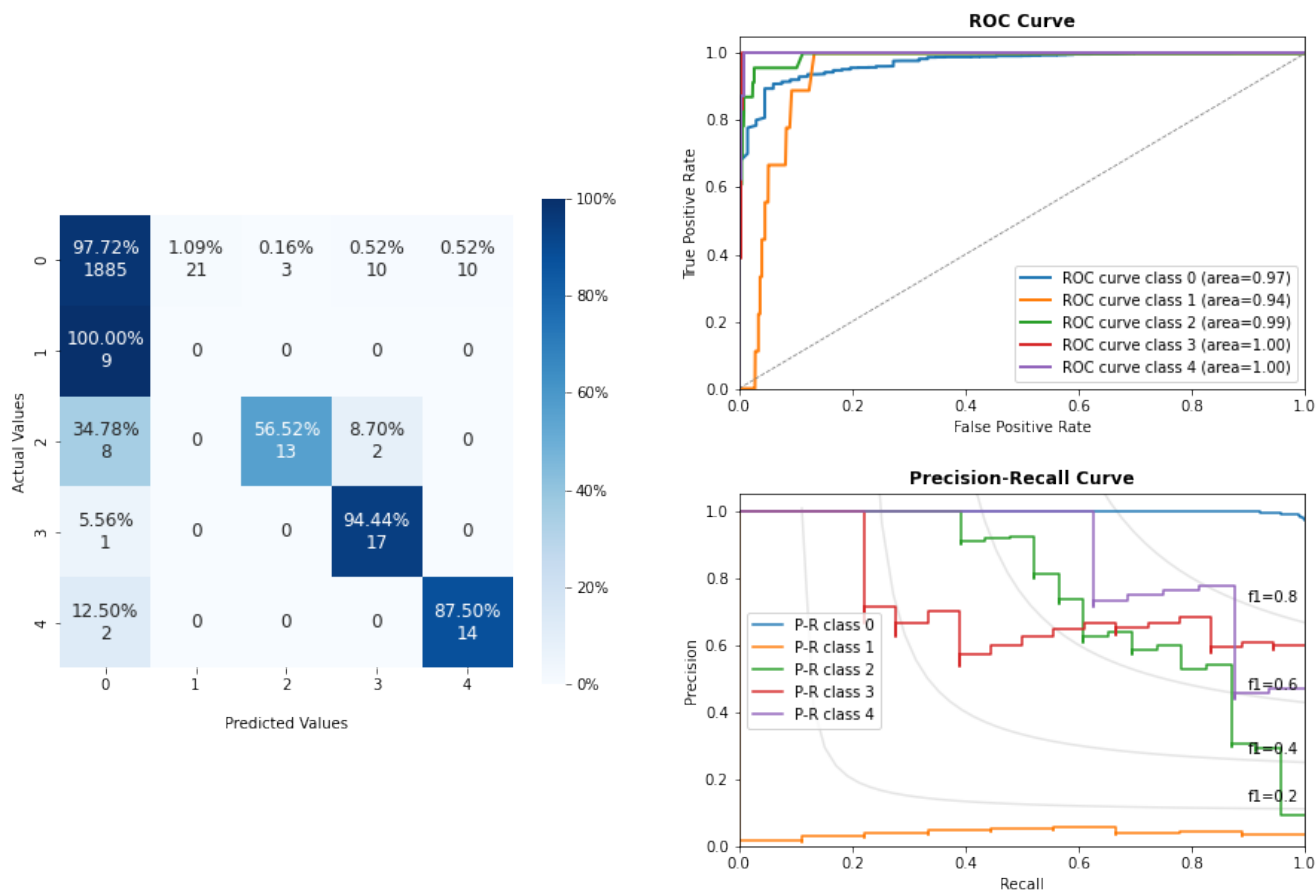 97.72% 1.09% 0.16% 0.52% 0.52%
1885 21 3 10 10
100.00%
9 0 0 0 0
34.78% 56.52% 8.70%
8 0 13 2 0
5.56% 94.44%
1 0 0 17 0
12.50% 87.50%
2 0 0 0 14
0
1
2
3
4
Actual Values
0 1 2 3 4
Predicted Values
100%
80%
60%
40%
20%
0%
ROC Curve
1.0
0.8
0.6
0.4
0.2
0.0
True Positive Rate
ROC curve class 0 (area=0.97)
ROC curve class 1 (area=0.94)
ROC curve class 2 (area=0.99)
ROC curve class 3 (area=1.00)
ROC curve class 4 (area=1.00)
0.0 0.2 0.4 0.6 0.8 1.0
False Positive Rate
Precision-Recall Curve
1.0
0.8
0.6
0.4
0.2
0.0
Precision
P-R class 0
P-R class 1
P-R class 2
P-R class 3
P-R class 4
f1=0.8
f1=0.6
f1=0.4
f1=0.2
0.0 0.2 0.4 0.6 0.8 1.0
Recall